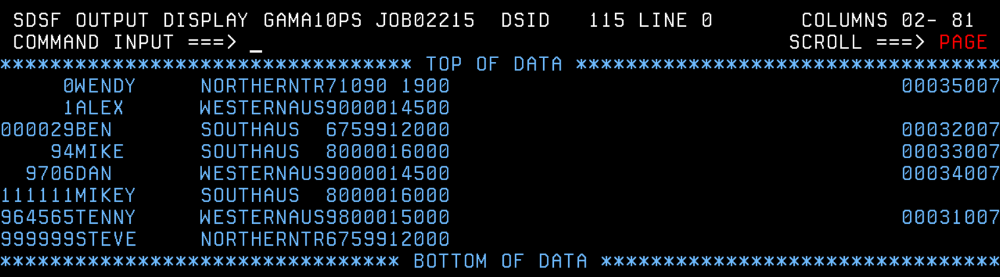 SDSF OUTPUT DISPLAY GAMA10PS JOB02215  DSID   115 LINE 0       COLUMNS 02- 81
COMMAND INPUT ===> _                                          SCROLL ===> PAGE
********************************* TOP OF DATA **********************************
     0WENDY     NORTHERNTR71090 1900                                    00035007
     1ALEX      WESTERNAUS9000014500
000029BEN       SOUTHAUS  6759912000                                    00032007
    94MIKE      SOUTHAUS  8000016000                                    00033007
  9706DAN       WESTERNAUS9000014500                                    00034007
111111MIKEY     SOUTHAUS  8000016000
964565TENNY     WESTERNAUS9800015000                                    00031007
999999STEVE     NORTHERNTR6759912000
******************************** BOTTOM OF DATA ********************************